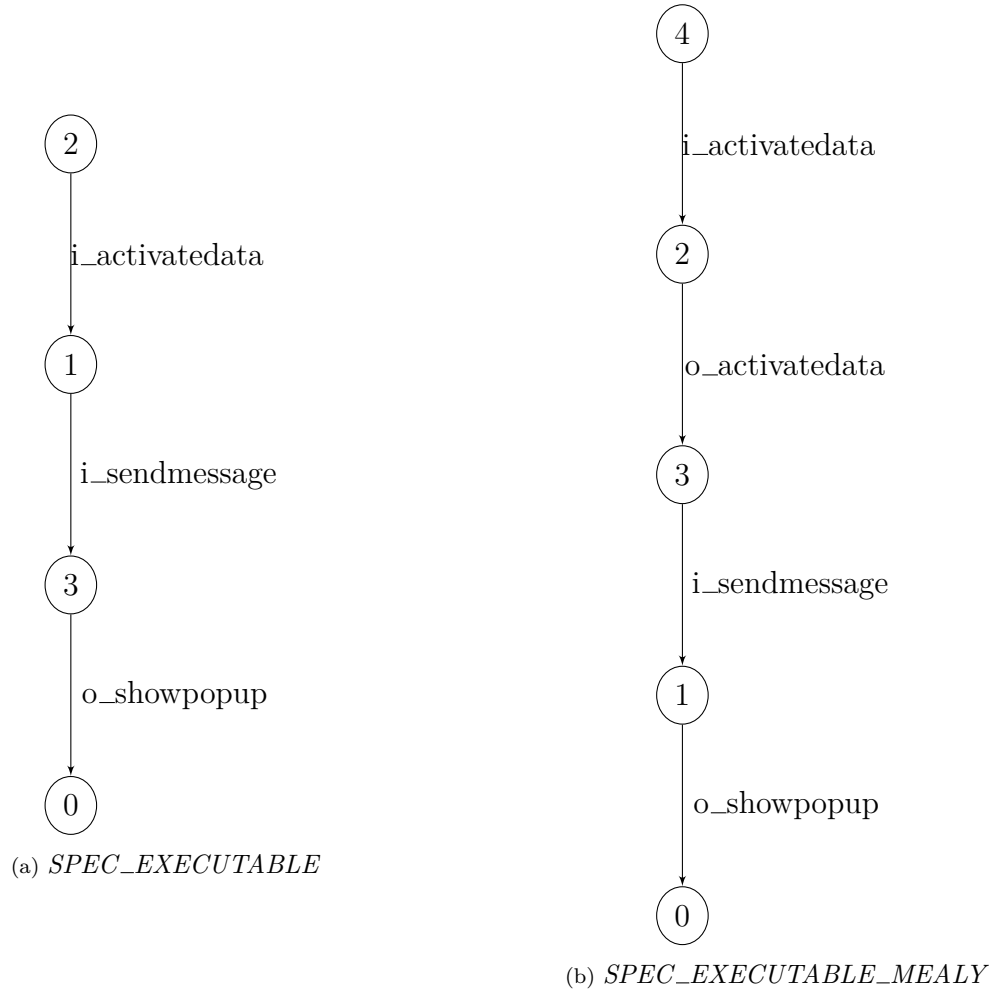 2
i_activatedata
1
i_sendmessage
3
o_showpopup
0
(a) SPEC_EXECUTABLE
4
i_activatedata
2
o_activatedata
3
i_sendmessage
1
o_showpopup
0
(b) SPEC_EXECUTABLE_MEALY